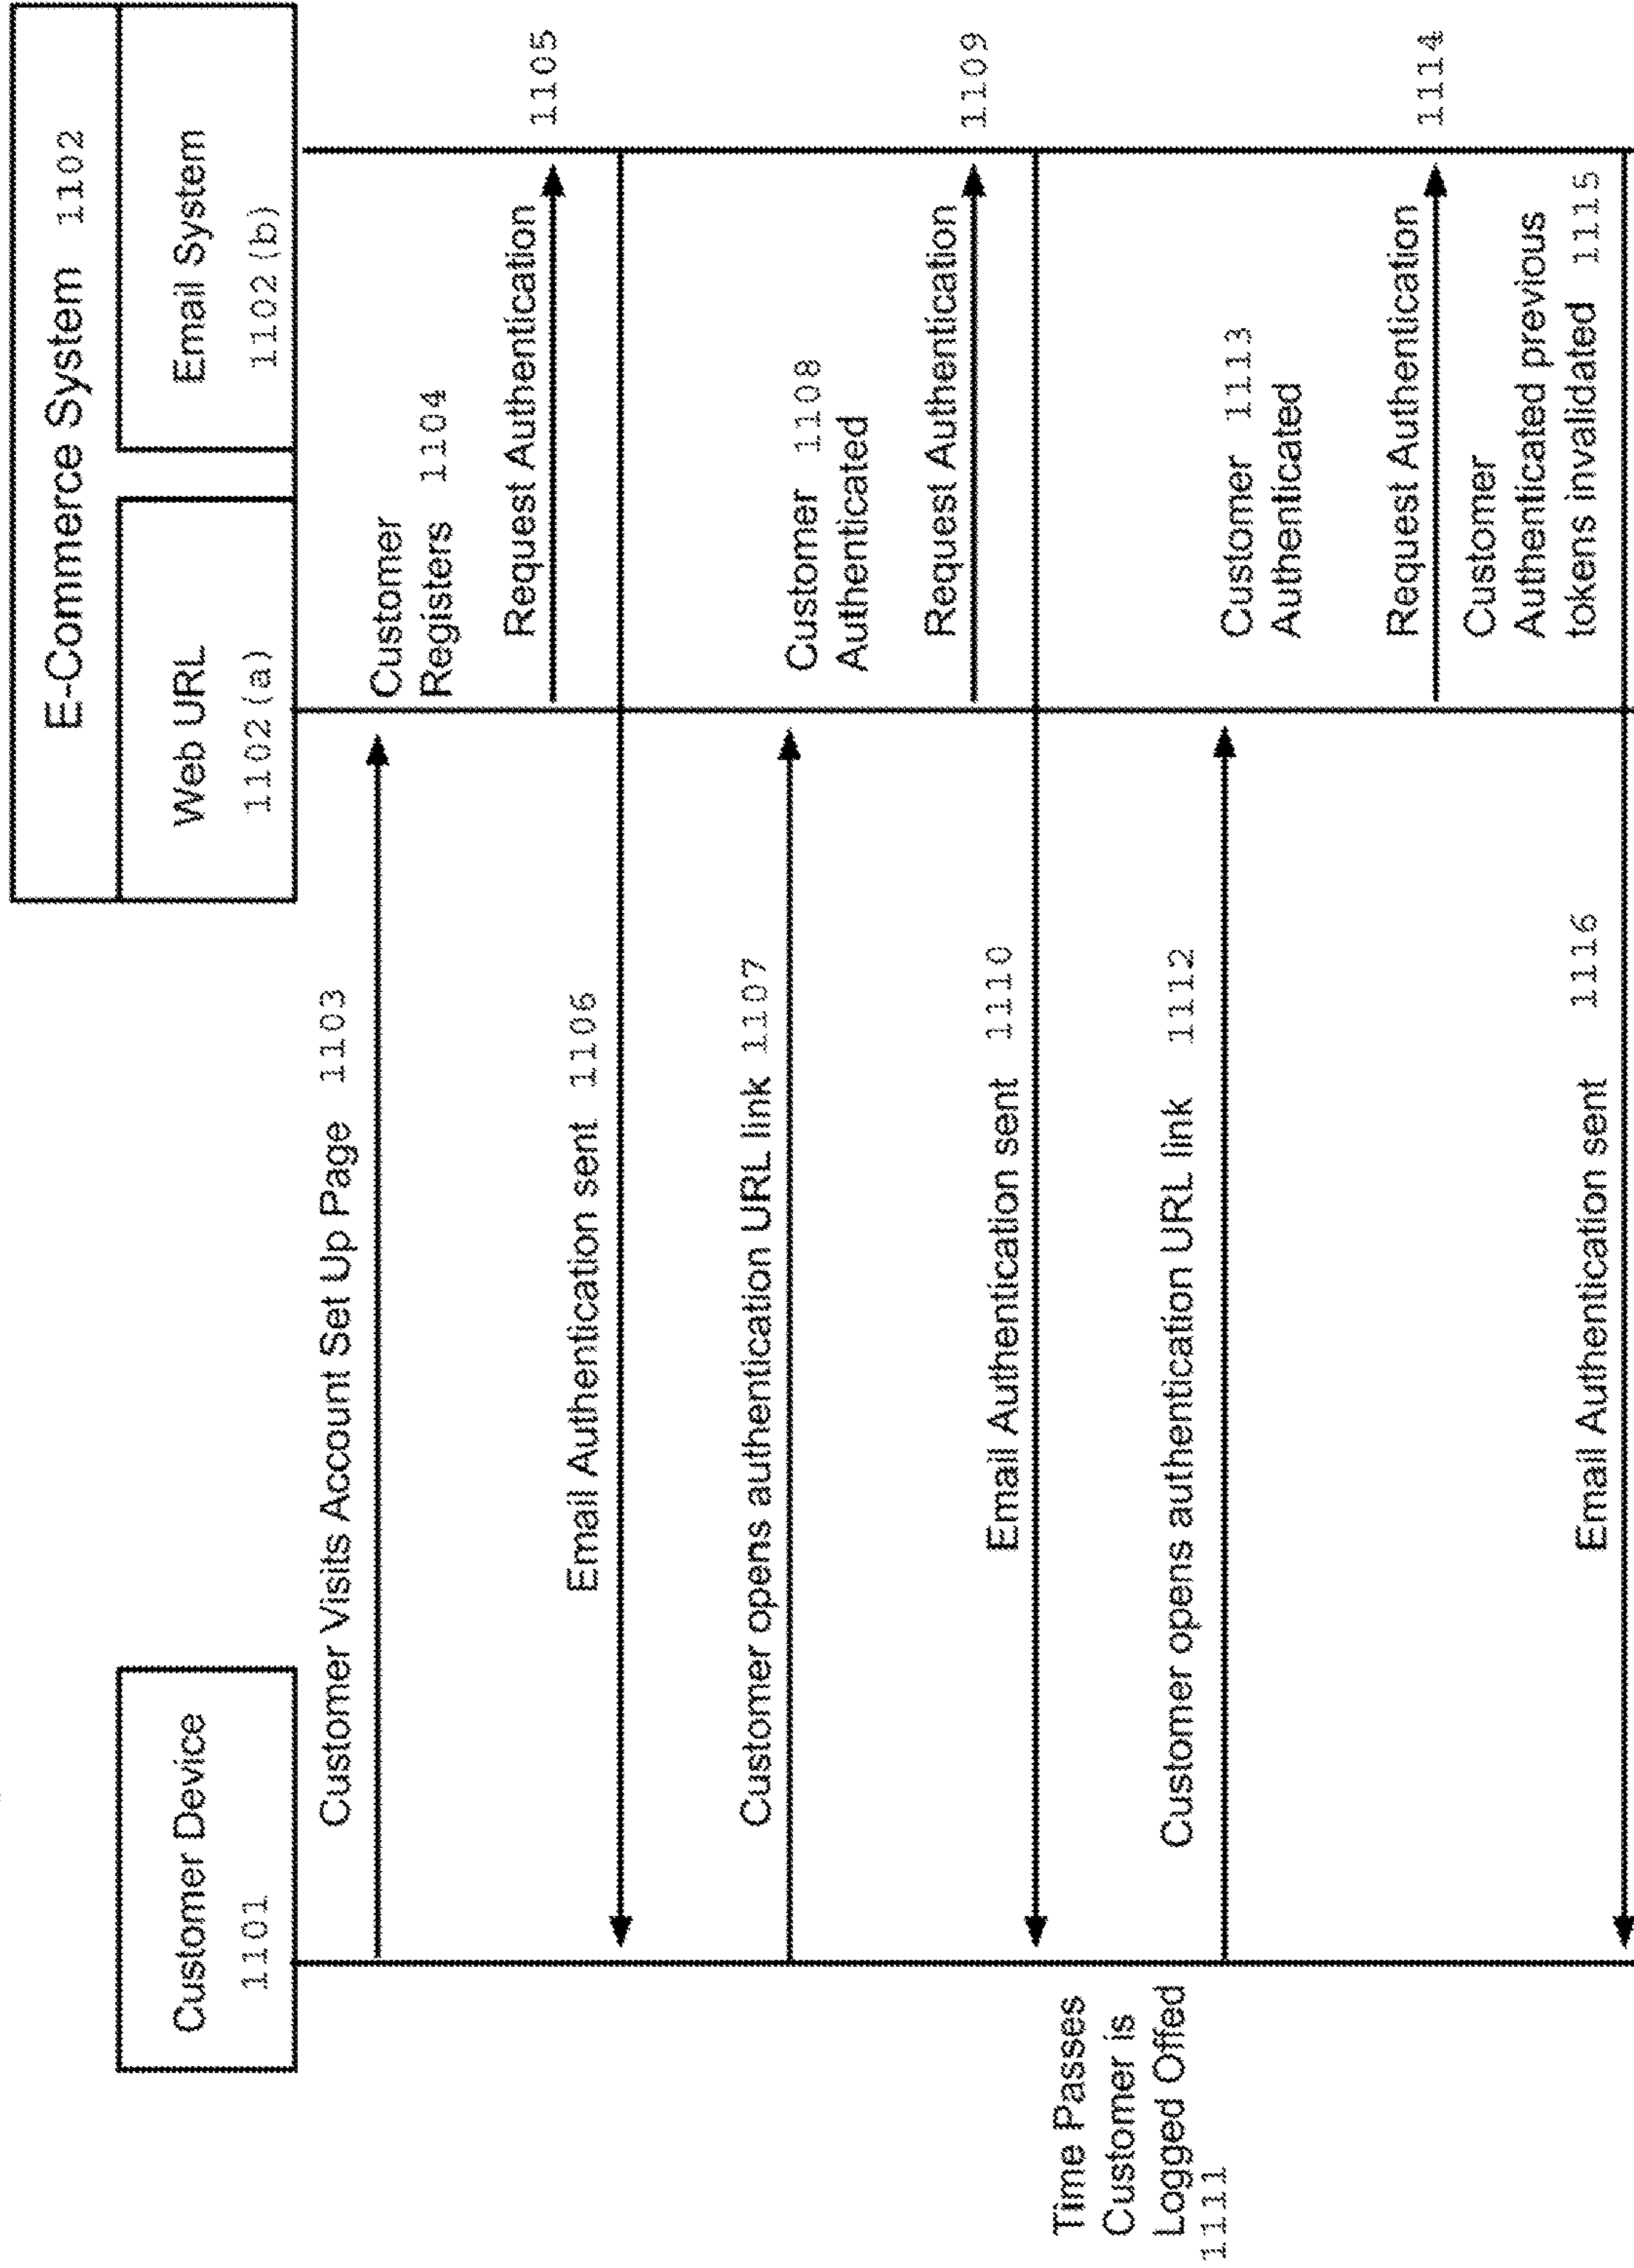 E-Commerce System 1102
Customer Device
1101
Web URL
1102(a)
Email System
1102(b)
Customer Visits Account Set Up Page 1103
Customer
Registers 1104
Request Authentication
1105
Email Authentication sent 1106
Customer opens authentication URL link 1107
Customer 1108
Authenticated
Request Authentication
1109
Email Authentication sent 1110
Time Passes
Customer is
Logged Offed
1111
Customer opens authentication URL link 1112
Customer 1113
Authenticated
Request Authentication
1114
Customer
Authenticated previous
tokens invalidated 1115
Email Authentication sent 1116